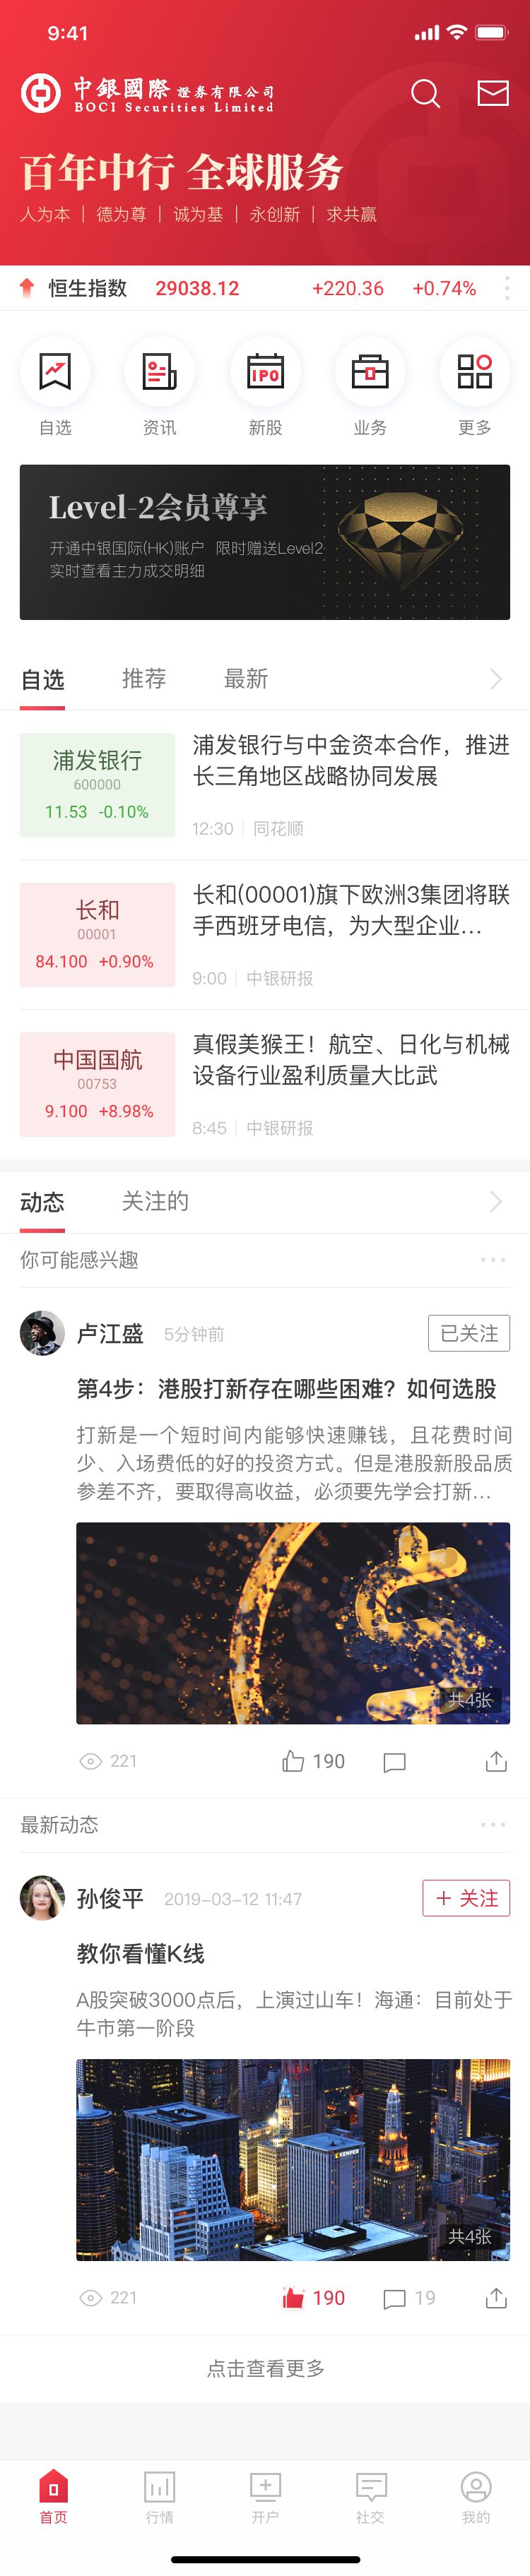 9:41
中銀國際 證券有限公司
BOCI Securities Limited
百年中行 全球服务
人为本 | 德为尊 | 诚为基 | 永创新 | 求共赢
恒生指数 29038.12 +220.36 +0.74%
IPO
自选 资讯 新股 业务 更多
Level-2会员尊享
开通中银国际(HK)账户 限时赠送Level2
实时查看主力成交明细
自选 推荐 最新
浦发银行
600000
11.53 -0.10%
浦发银行与中金资本合作，推进
长三角地区战略协同发展
12:30 | 同花顺
长和
00001
84.100 +0.90%
长和(00001)旗下欧洲3集团将联
手西班牙电信，为大型企业...
9:00 | 中银研报
中国国航
00753
9.100 +8.98%
真假美猴王！航空、日化与机械
设备行业盈利质量大比武
8:45 | 中银研报
动态 关注的
你可能感兴趣
卢江盛 5分钟前 已关注
第4步：港股打新存在哪些困难？如何选股
打新是一个短时间内能够快速赚钱，且花费时间
少、入场费低的好的投资方式。但是港股新股品质
参差不齐，要取得高收益，必须要先学会打新...
共4张
221 190
最新动态
孙俊平 2019-03-12 11:47 + 关注
教你看懂K线
A股突破3000点后，上演过山车！海通：目前处于
牛市第一阶段
KEMPER
共4张
221 190 19
点击查看更多
首页 行情 开户 社交 我的